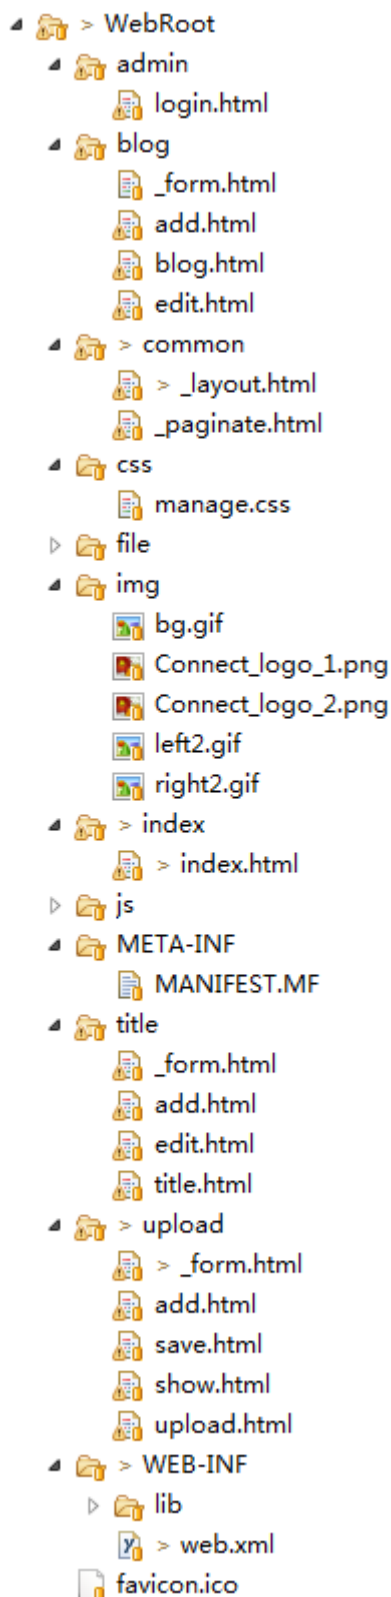 > WebRoot
admin
login.html
blog
_form.html
add.html
blog.html
edit.html
> common
> _layout.html
_paginate.html
css
manage.css
file
img
bg.gif
Connect_logo_1.png
Connect_logo_2.png
left2.gif
right2.gif
> index
> index.html
js
META-INF
MANIFEST.MF
title
_form.html
add.html
edit.html
title.html
> upload
> _form.html
add.html
save.html
show.html
upload.html
> WEB-INF
lib
> web.xml
favicon.ico